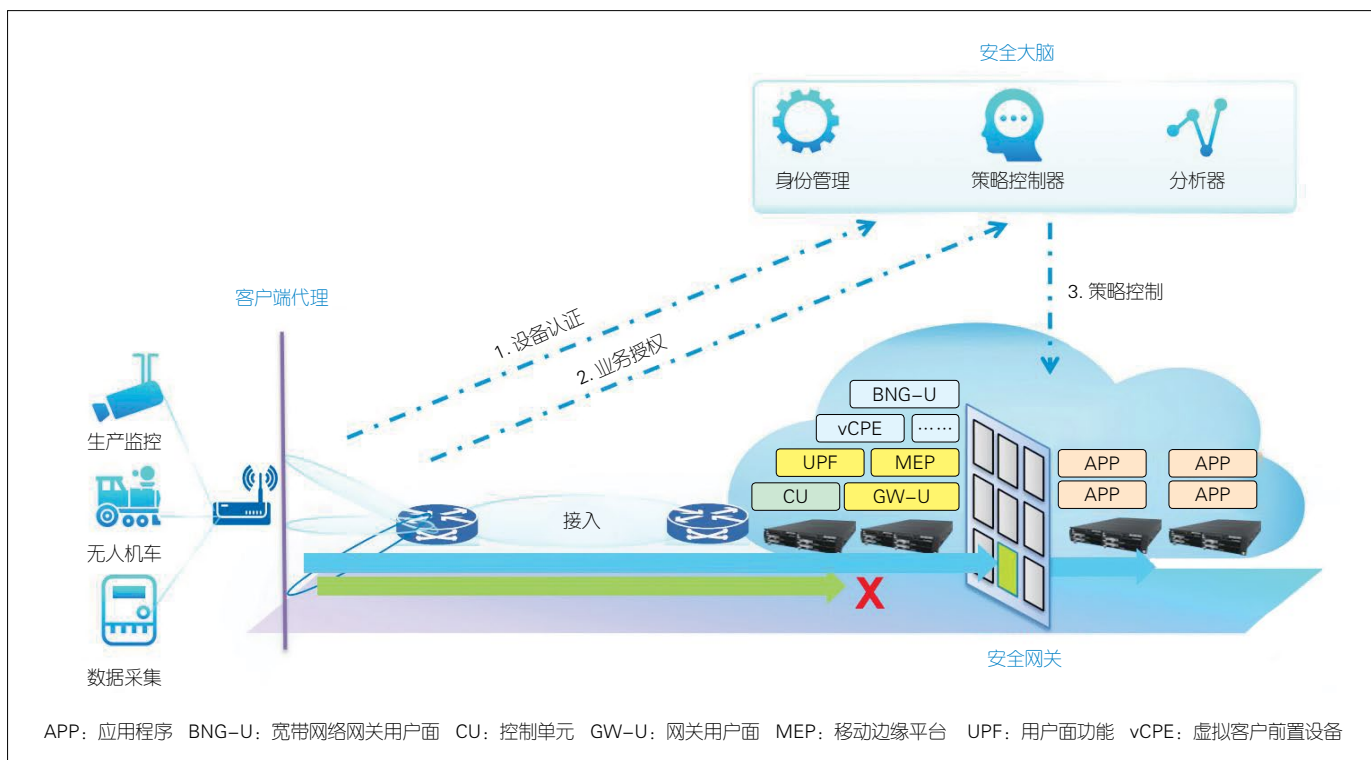 安全大脑
身份管理
策略控制器
分析器
客户端代理
1. 设备认证
2. 业务授权
3. 策略控制
生产监控
无人机车
数据采集
接入
BNG-U
vCPE
……
UPF
MEP
CU
GW-U
APP
APP
APP
APP
X
安全网关
APP：应用程序 BNG-U：宽带网络网关用户面 CU：控制单元 GW-U：网关用户面 MEP：移动边缘平台 UPF：用户面功能 vCPE：虚拟客户前置设备